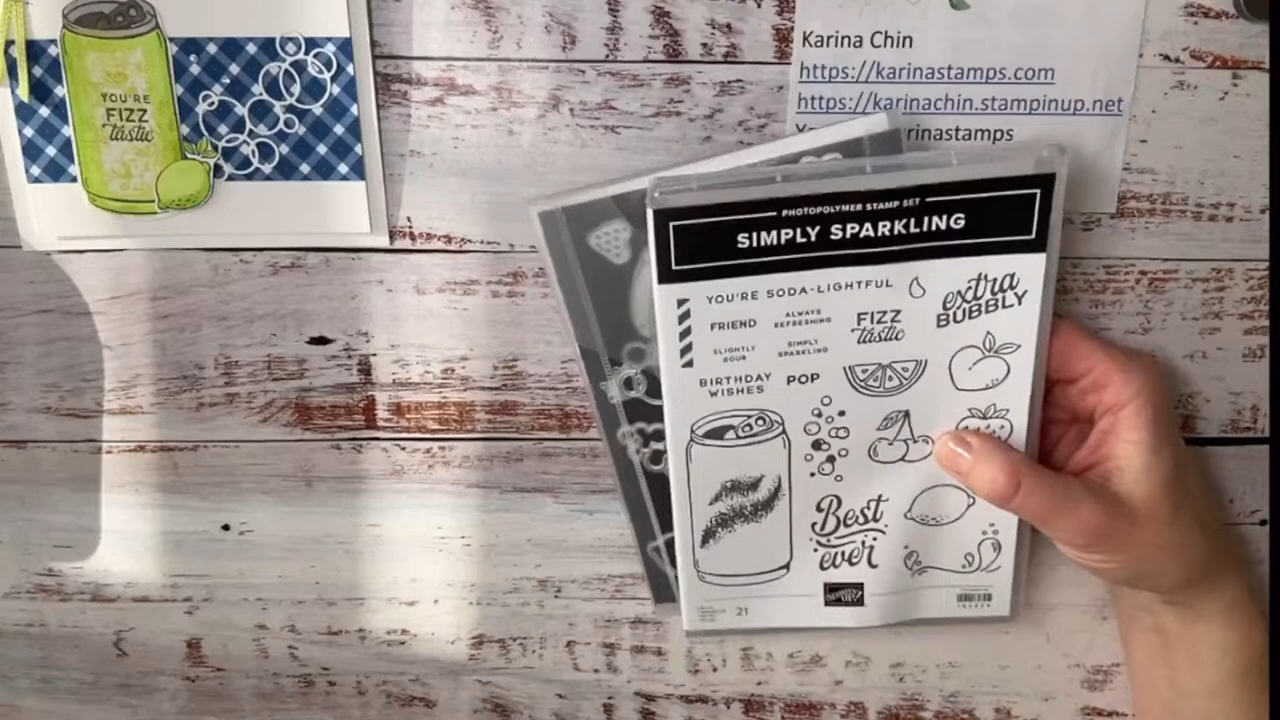 YOU'RE
FIZZ
tastic
Karina Chin
https://karinastamps.com
https://karinachin.stampinup.net
rinastamps
PHOTOPOLYMER STAMP SET
SIMPLY SPARKLING
YOU'RE SODA-LIGHTFUL
extra
BUBBLY
FRIEND
ALWAYS
REFRESHING
FIZZ
tastic
SLIGHTLY
SOUR
SIMPLY
SPARKLING
BIRTHDAY
WISHES
POP
Best
ever
STAMPIN' UP!
21